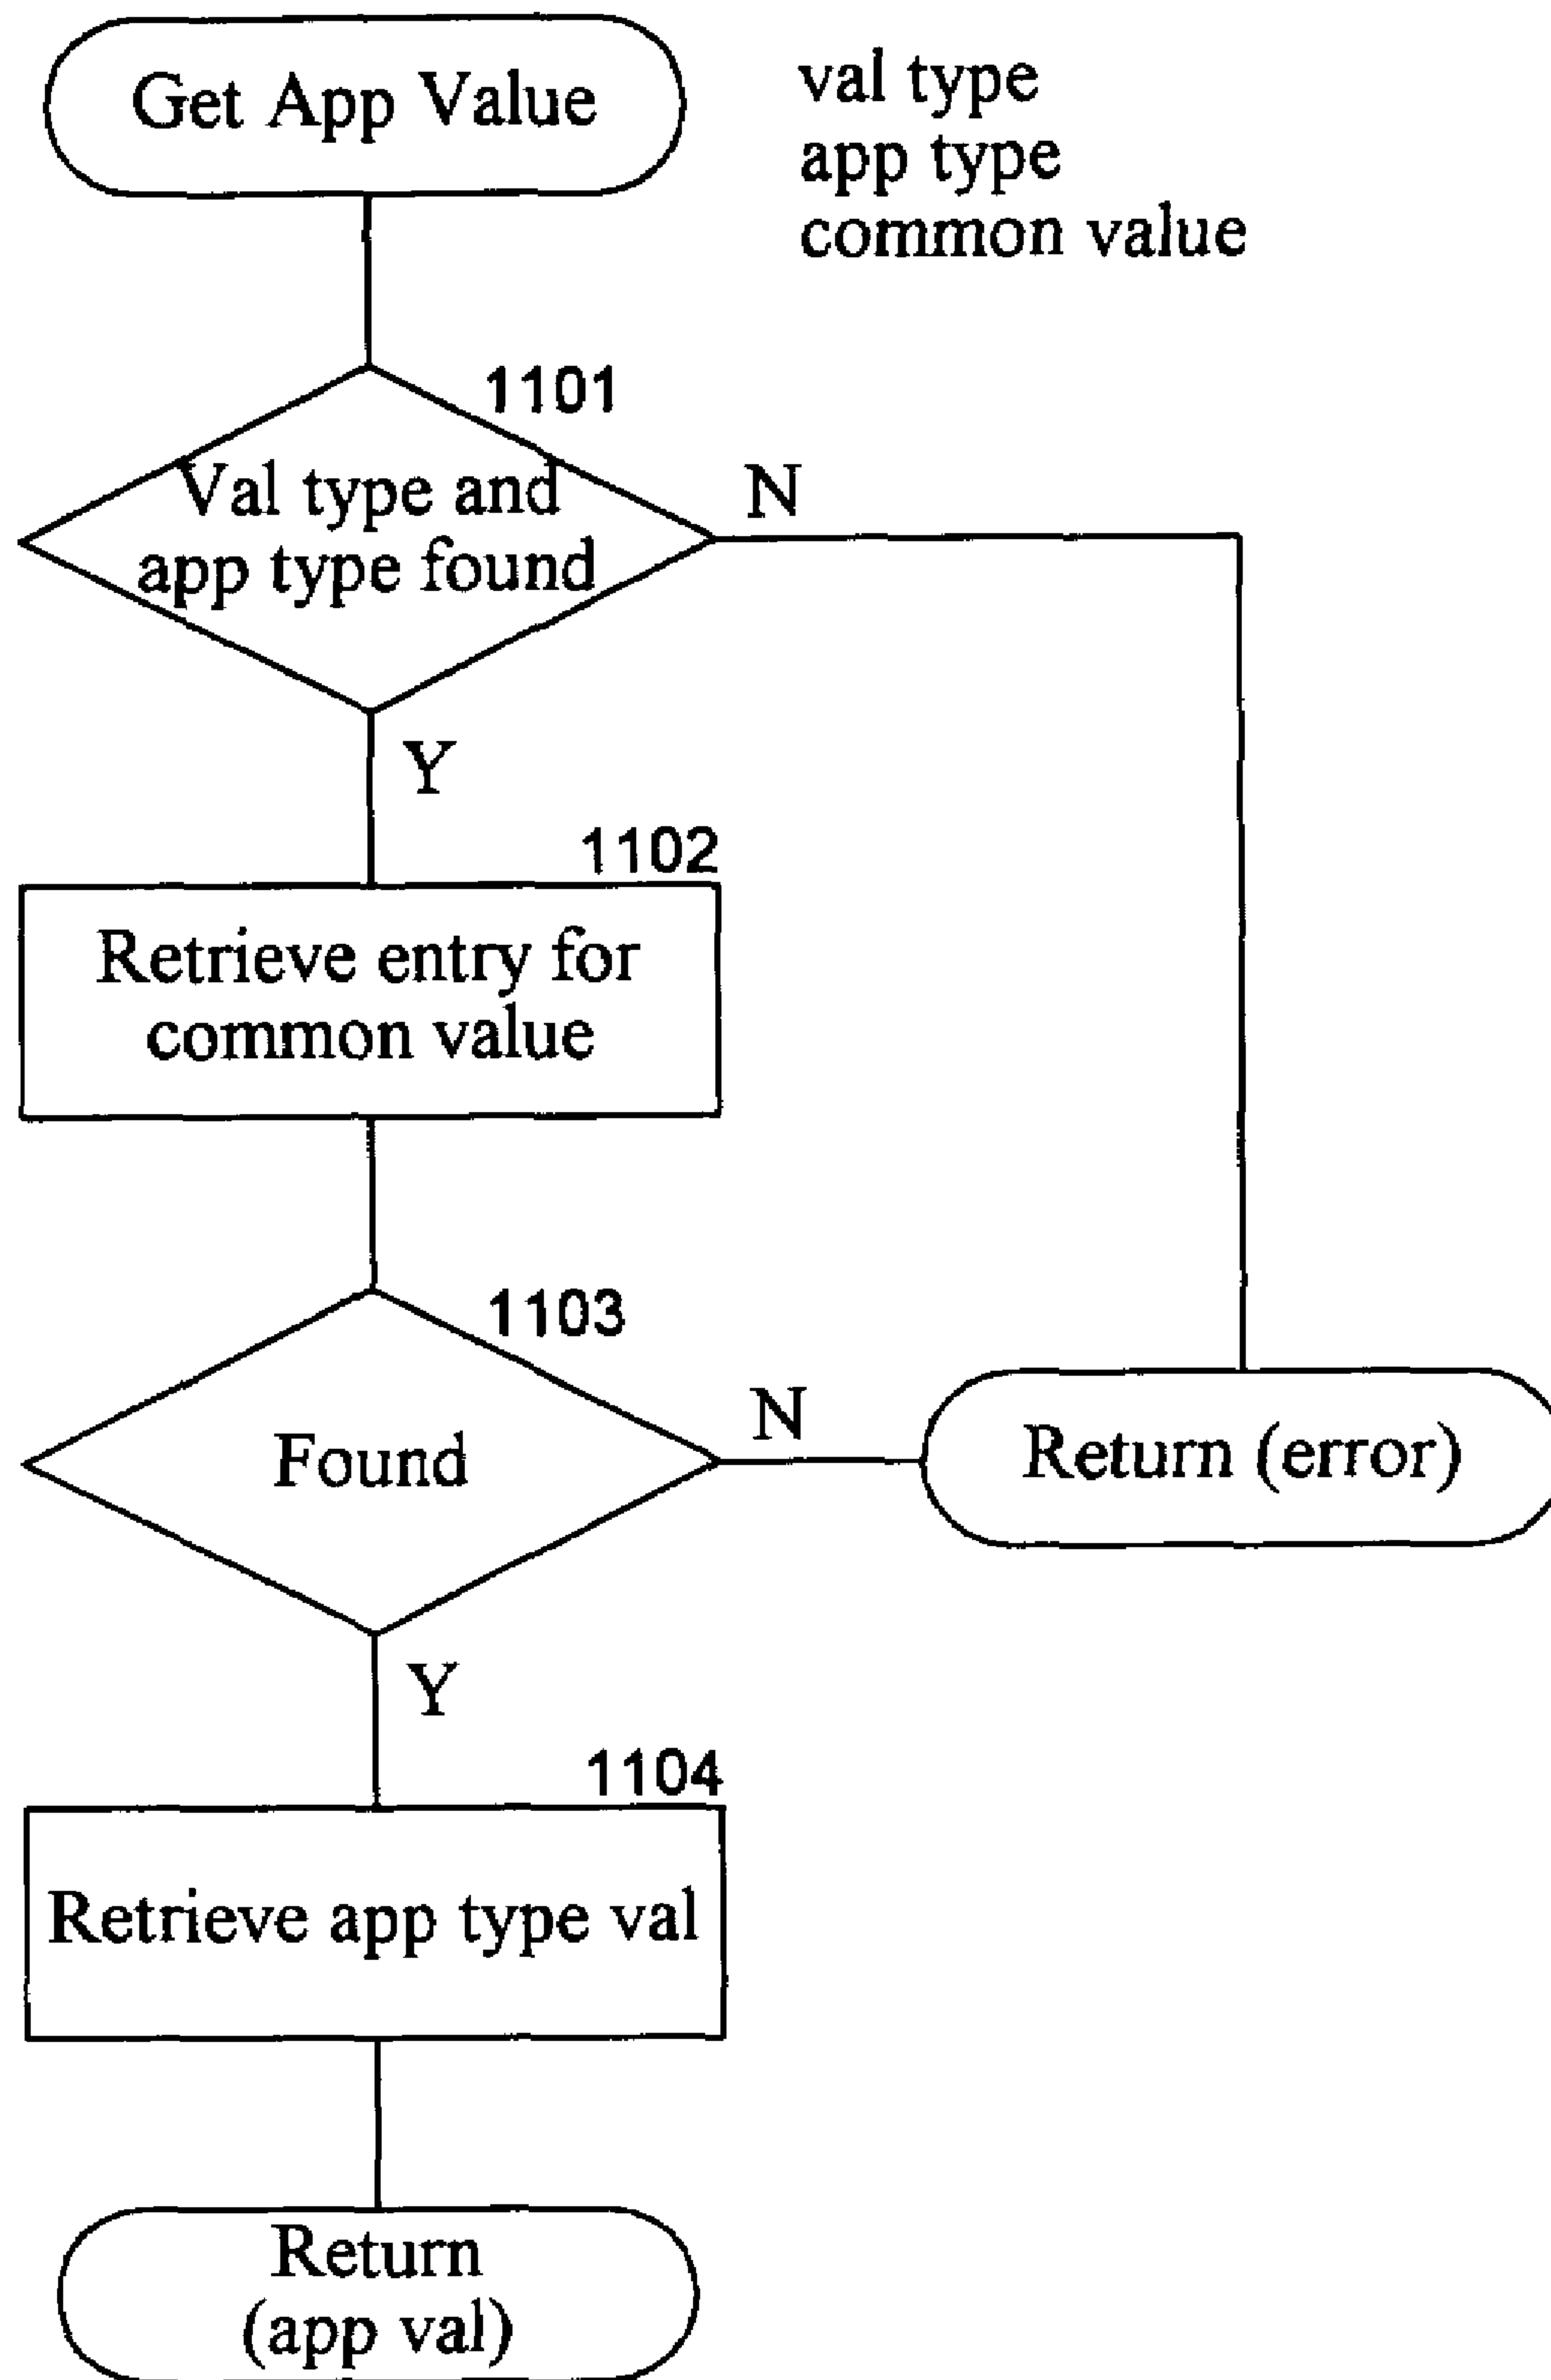 Get App Value
val type
app type
common value
1101
Val type and
app type found
N
Y
1102
Retrieve entry for
common value
1103
Found
N
Return (error)
Y
1104
Retrieve app type val
Return
(app val)